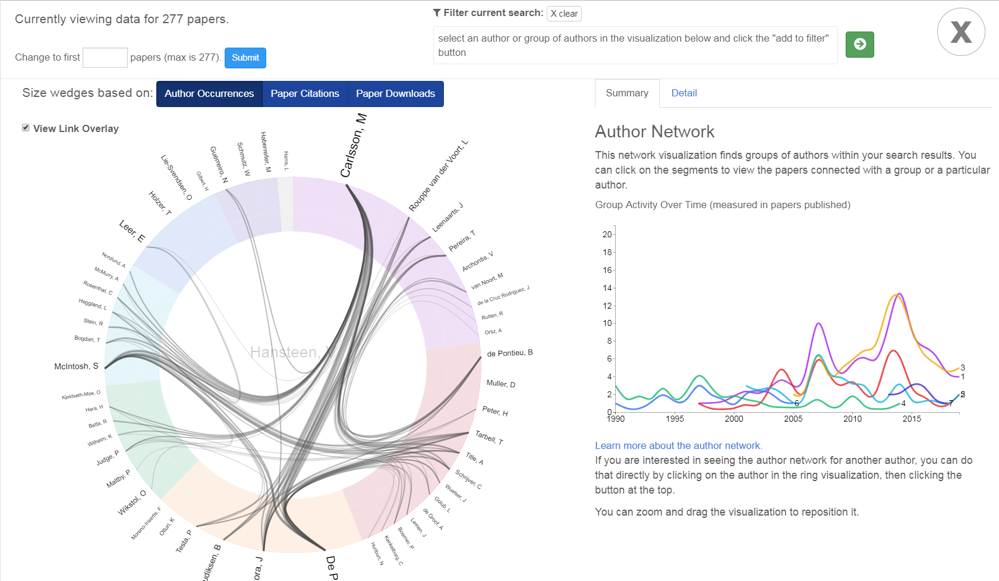 Currently viewing data for 277 papers.
Filter current search: X clear
select an author or group of authors in the visualization below and click the "add to filter"
button
X
Change to first papers (max is 277). Submit
Size wedges based on: Author Occurrences Paper Citations Paper Downloads
Summary Detail
View Link Overlay
Carlsson, M
Rouppe van der Voort, L
Leenaarts, J
Pereira, T
Archontis, V
van Noort, M
de la Cruz Rodriguez, J
Rutten, R
Ortiz, A
de Pontieu, B
Muller, D
Peter, H
Tarbell, T
Title, A
Schrijver, C
Wuelser, J
Golub, L
de Groof, A
Lemen, J
Boerner, P
Kankelborg, C
Hurlburt, N
De P
ora, J
udiksen, B
Testa, P
Olluri, K
Moreno-Insertis, F
Wikstol, O
Maltby, P
Judge, P
Wilhelm, K
Betta, R
Hara, H
Kjeldseth-Moe, O
McIntosh, S
Bogdan, T
Stein, R
Heggland, L
Rosenthal, C
McMurry, A
Nordlund, A
Leer, E
Holzer, T
Lie-Svendsen, O
Gilbert, H
Guerreiro, N
Schmutz, W
Haberreiter, M
Harra, L
Hansteen,
Author Network
This network visualization finds groups of authors within your search results. You
can click on the segments to view the papers connected with a group or a particular
author.
Group Activity Over Time (measured in papers published)
20
18
16
14
12
10
8
6
4
2
0
3
1
6
4
7
1990 1995 2000 2005 2010 2015
Learn more about the author network.
If you are interested in seeing the author network for another author, you can do
that directly by clicking on the author in the ring visualization, then clicking the
button at the top.
You can zoom and drag the visualization to reposition it.